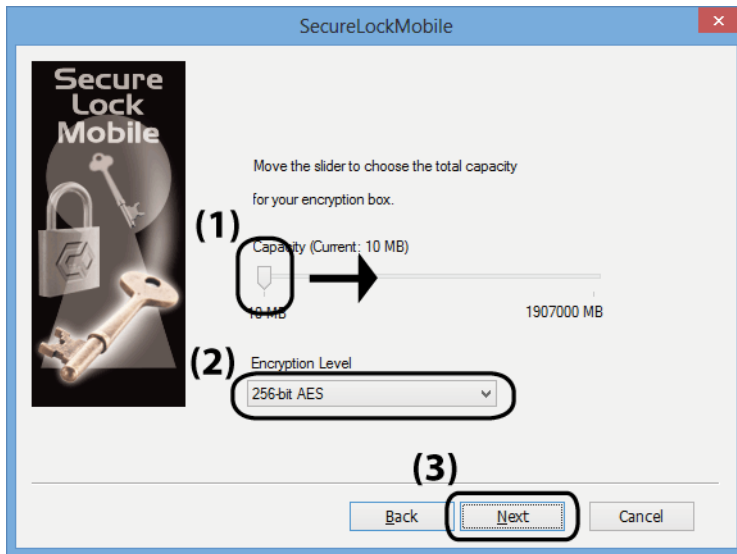 SecureLockMobile
Secure
Lock
Mobile
Move the slider to choose the total capacity
for your encryption box.
(1)
Capacity (Current: 10 MB)
10 MB 1907000 MB
(2)
Encryption Level
256-bit AES
(3)
Back Next Cancel